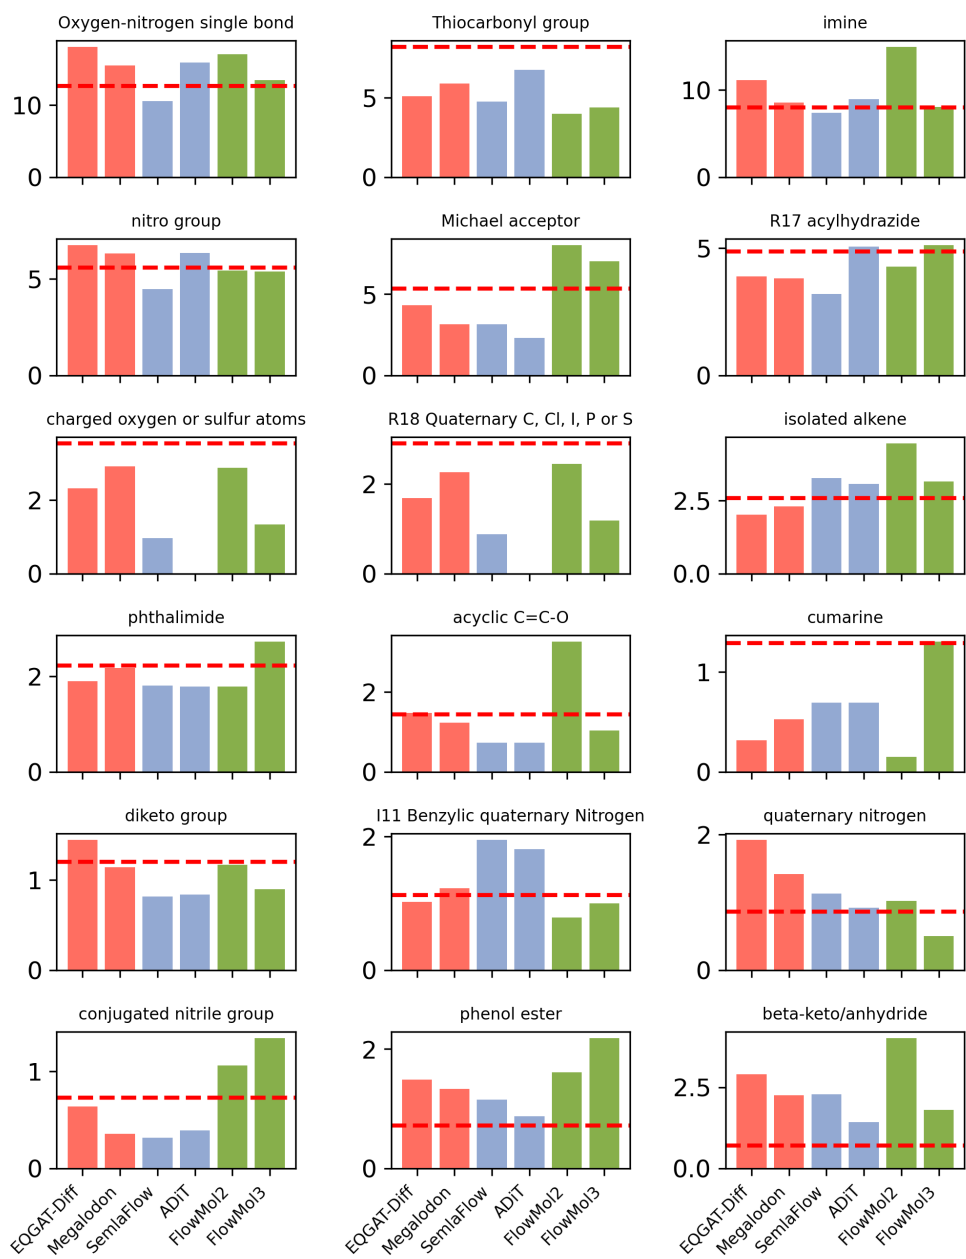 Oxygen-nitrogen single bond
Thiocarbonyl group
imine
10
0
5
0
10
0
nitro group
Michael acceptor
R17 acylhydrazide
5
0
5
0
5
0
charged oxygen or sulfur atoms
R18 Quaternary C, Cl, I, P or S
isolated alkene
2
0
2
0
2.5
0.0
phthalimide
acyclic C=C-O
cumarine
2
0
2
0
1
0
diketo group
I11 Benzylic quaternary Nitrogen
quaternary nitrogen
1
0
2
0
2
0
conjugated nitrile group
phenol ester
beta-keto/anhydride
1
0
2
0
2.5
0.0
EQGAT-Diff
Megalodon
SemlaFlow
ADiT
FlowMol2
FlowMol3
EQGAT-Diff
Megalodon
SemlaFlow
ADiT
FlowMol2
FlowMol3
EQGAT-Diff
Megalodon
SemlaFlow
ADiT
FlowMol2
FlowMol3